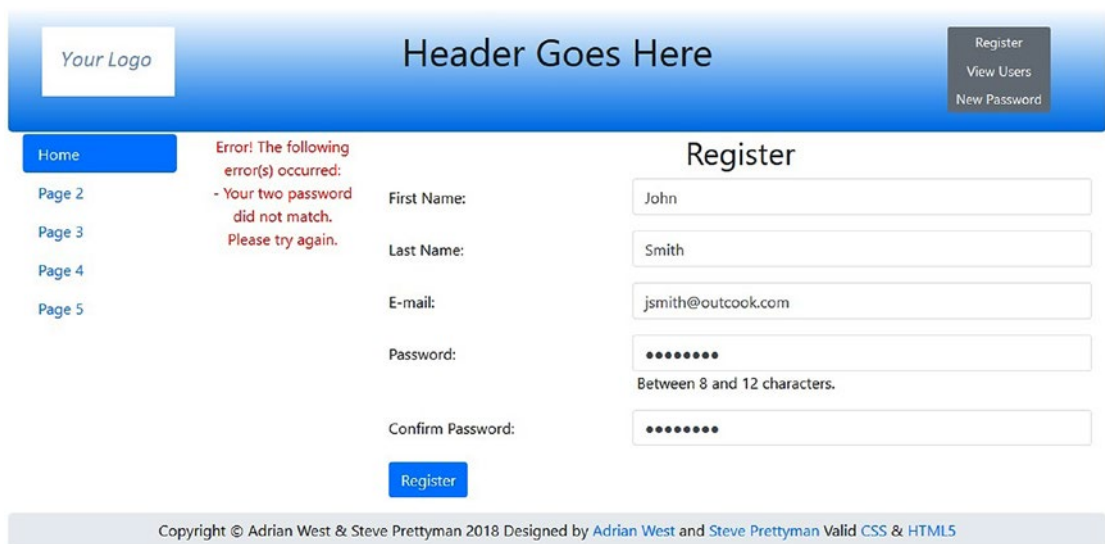 Your Logo
Header Goes Here
Register
View Users
New Password
Home
Page 2
Page 3
Page 4
Page 5
Error! The following
error(s) occurred:
- Your two password
did not match.
Please try again.
Register
First Name:
John
Last Name:
Smith
E-mail:
jsmith@outcook.com
Password:
●●●●●●●●
Between 8 and 12 characters.
Confirm Password:
●●●●●●●●
Register
Copyright © Adrian West & Steve Prettyman 2018 Designed by Adrian West and Steve Prettyman Valid CSS & HTML5